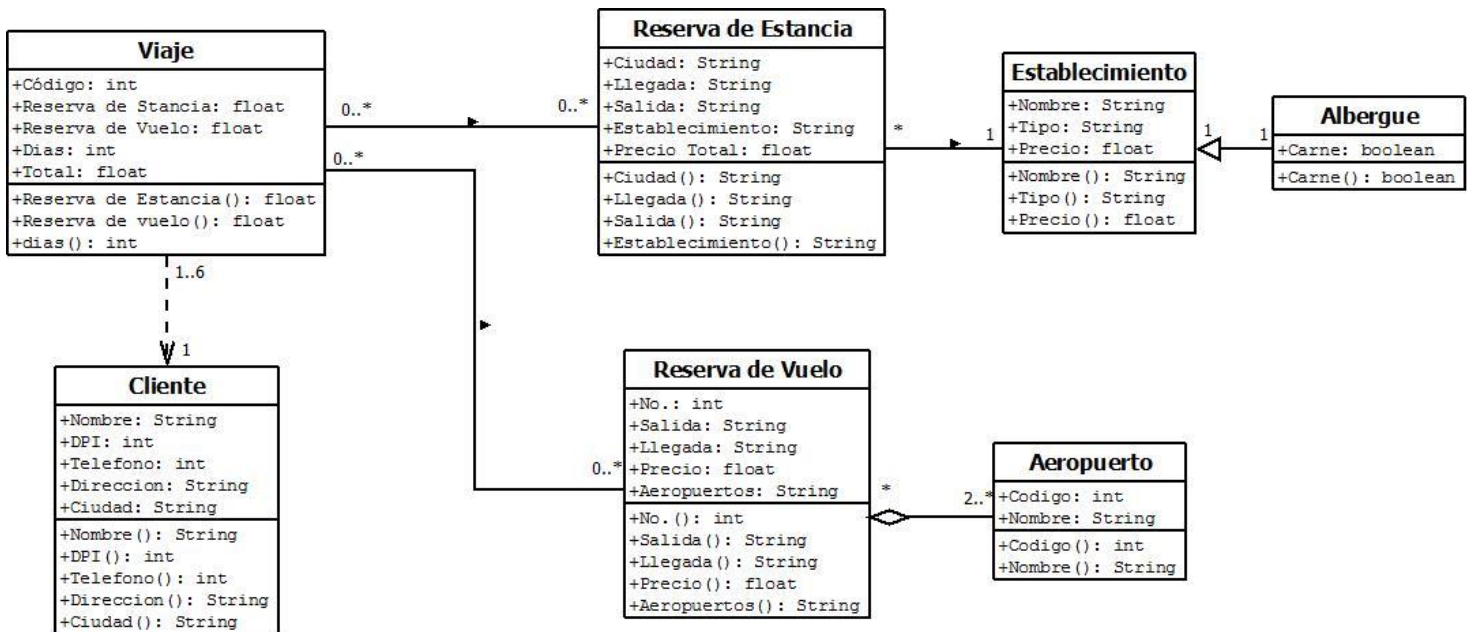 Viaje
+Código: int
+Reserva de Stancia: float
+Reserva de Vuelo: float
+Dias: int
+Total: float
+Reserva de Estancia(): float
+Reserva de vuelo(): float
+dias(): int
0..*
0..*
0..*
1..6
1
Reserva de Estancia
+Ciudad: String
+Llegada: String
+Salida: String
+Establecimiento: String
+Precio Total: float
+Ciudad(): String
+Llegada(): String
+Salida(): String
+Establecimiento(): String
*
1
Establecimiento
+Nombre: String
+Tipo: String
+Precio: float
+Nombre(): String
+Tipo(): String
+Precio(): float
1
1
Albergue
+Carne: boolean
+Carne(): boolean
Cliente
+Nombre: String
+DPI: int
+Telefono: int
+Direccion: String
+Ciudad: String
+Nombre(): String
+DPI(): int
+Telefono(): int
+Direccion(): String
+Ciudad(): String
0..*
Reserva de Vuelo
+No.: int
+Salida: String
+Llegada: String
+Precio: float
+Aeropuertos: String
+No.(): int
+Salida(): String
+Llegada(): String
+Precio(): float
+Aeropuertos(): String
*
2..*
Aeropuerto
+Codigo: int
+Nombre: String
+Codigo(): int
+Nombre(): String